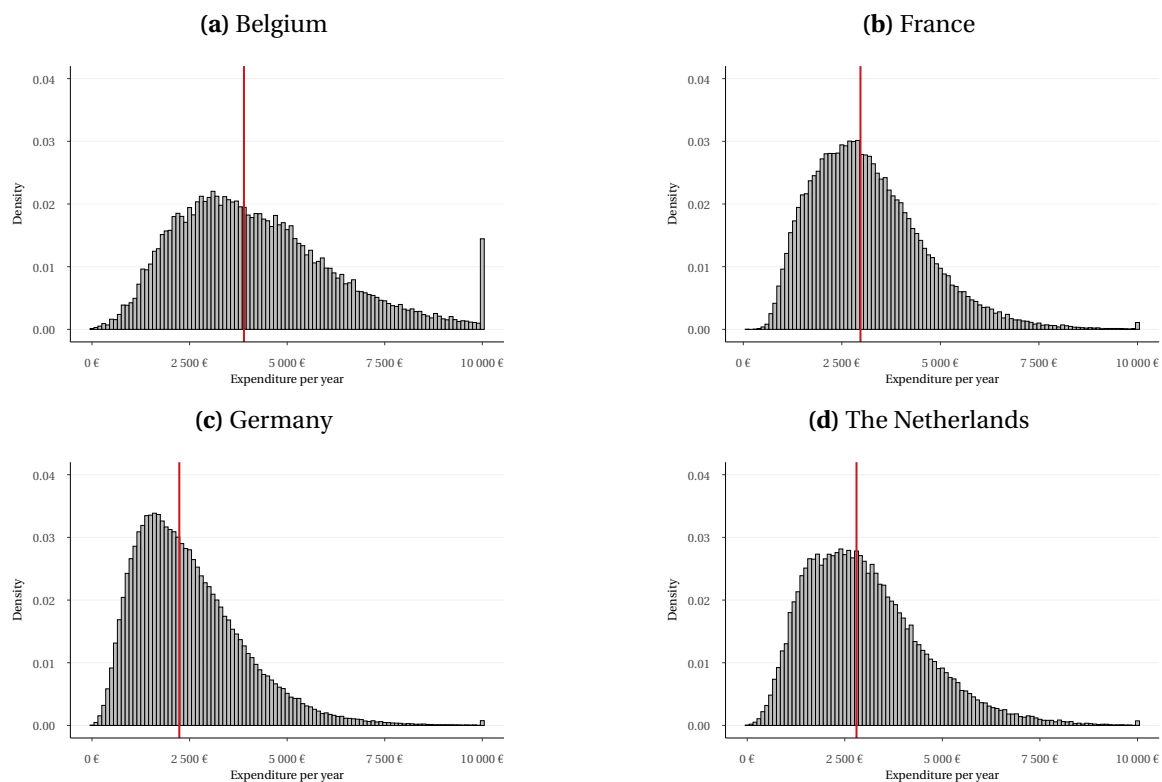 (a) Belgium
0.04
0.03
0.02
0.01
0.00
Density
0 €
2 500 €
5 000 €
7 500 €
10 000 €
Expenditure per year
(b) France
0.04
0.03
0.02
0.01
0.00
Density
0 €
2 500 €
5 000 €
7 500 €
10 000 €
Expenditure per year
(c) Germany
0.04
0.03
0.02
0.01
0.00
Density
0 €
2 500 €
5 000 €
7 500 €
10 000 €
Expenditure per year
(d) The Netherlands
0.04
0.03
0.02
0.01
0.00
Density
0 €
2 500 €
5 000 €
7 500 €
10 000 €
Expenditure per year